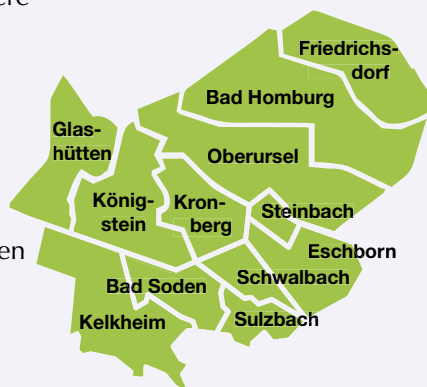 Friedrichs-
dorf
Bad Homburg
Glas-
hütten
Oberursel
König-
stein
Kron-
berg
Steinbach
Eschborn
Schwalbach
Bad Soden
Kelkheim
Sulzbach